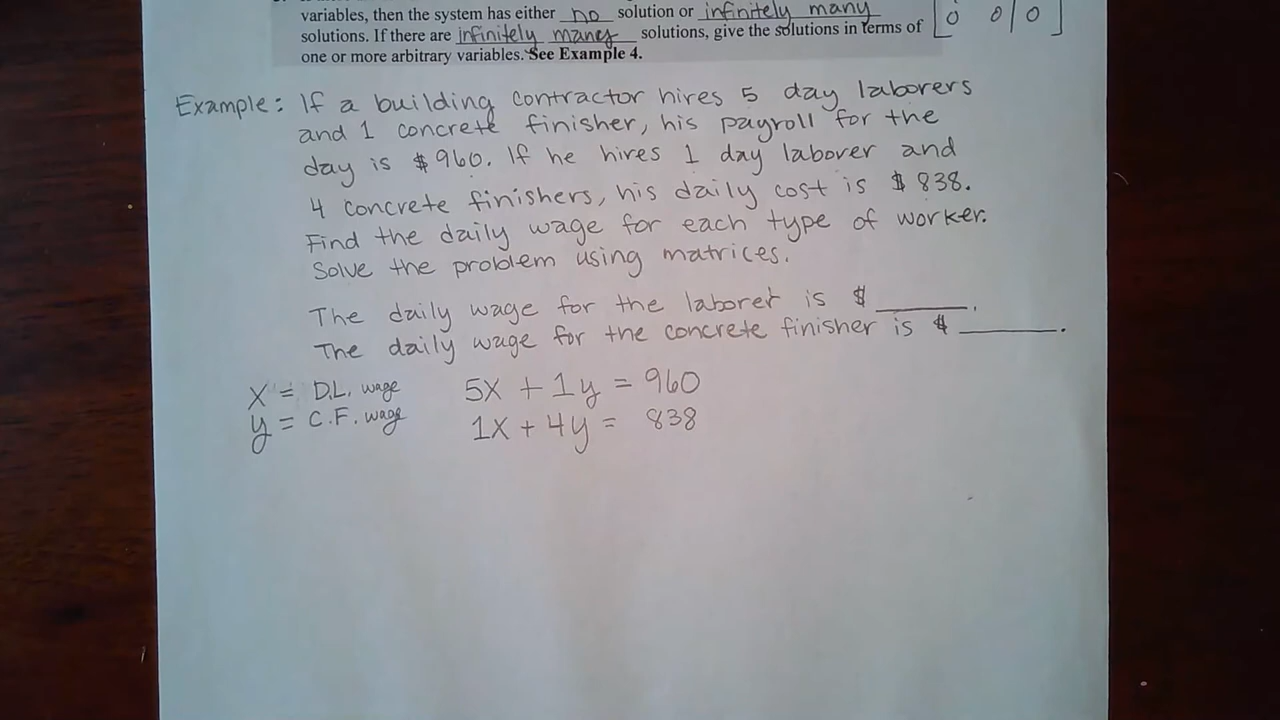 variables, then the system has either no solution or infinitely many
solutions. If there are infinitely many solutions, give the solutions in terms of
one or more arbitrary variables. See Example 4.
0 0 | 0
Example: If a building contractor hires 5 day laborers
and 1 concrete finisher, his payroll for the
day is $960. If he hires 1 day laborer and
4 concrete finishers, his daily cost is $838.
Find the daily wage for each type of worker.
Solve the problem using matrices.
The daily wage for the laborer is $ ______.
The daily wage for the concrete finisher is $ ______.
x = D.L. wage 5x + 1y = 960
y = C.F. wage 1x + 4y = 838